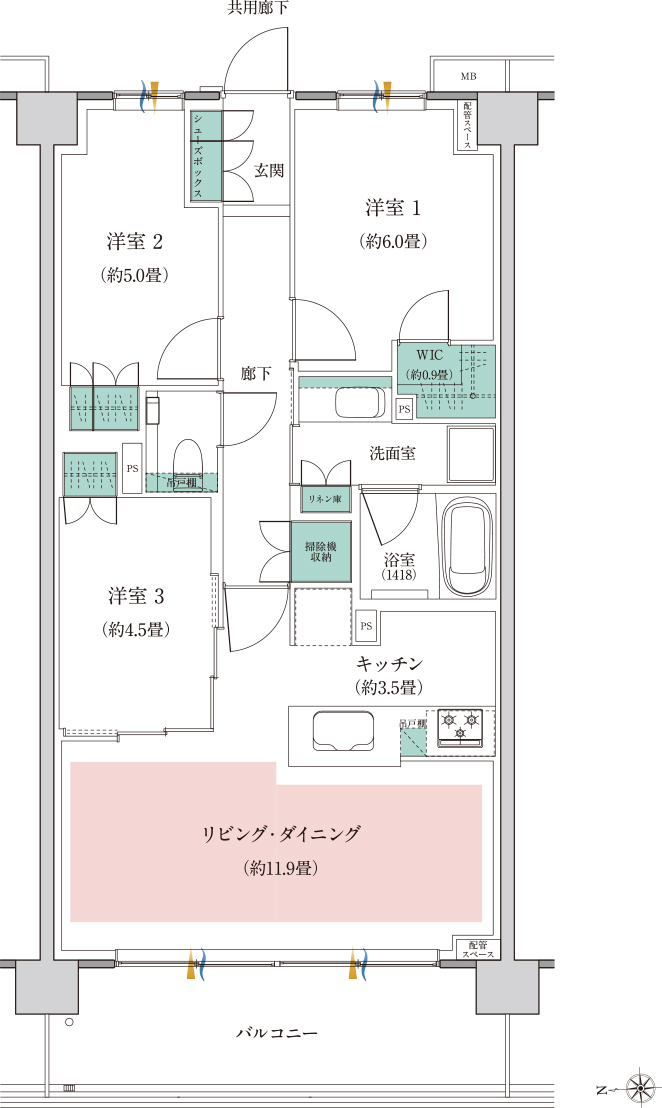 共用廊下
MB
シューズボックス
配管スペース
玄関
洋室 1
(約6.0畳)
洋室 2
(約5.0畳)
WIC
(約0.9畳)
廊下
PS
洗面室
PS
吊戸棚
リネン庫
掃除機
収納
浴室
(1418)
洋室 3
(約4.5畳)
PS
キッチン
(約3.5畳)
吊戸棚
リビング・ダイニング
(約11.9畳)
配管
スペース
バルコニー
N